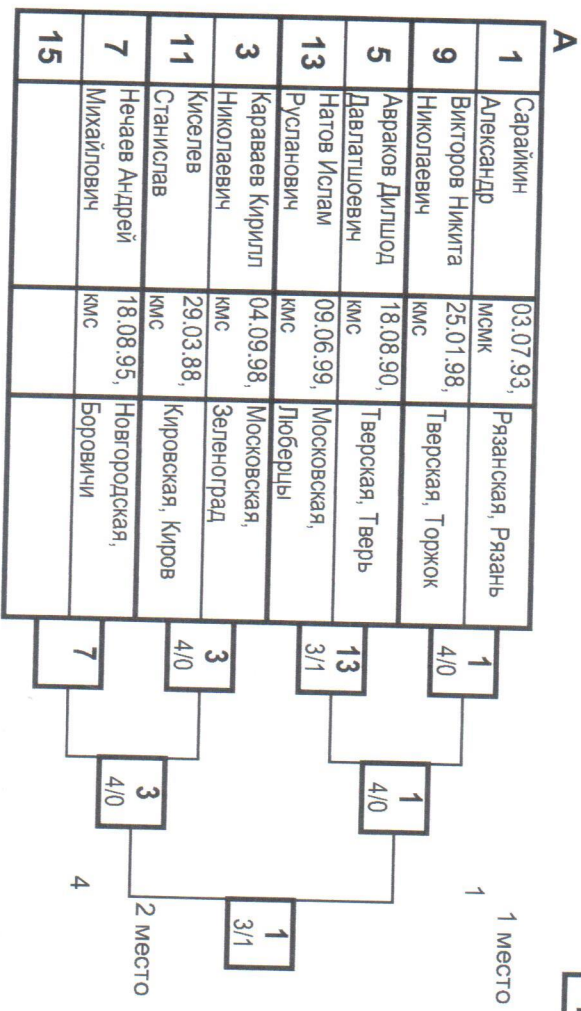 А
1
Сарайкин
Александр
03.07.93,
мсмк
Рязанская, Рязань
9
Викторов Никита
Николаевич
25.01.98,
кмс
Тверская, Торжок
5
Авраков Дилшод
Давлатшоевич
18.08.90,
кмс
Тверская, Тверь
13
Натов Ислам
Русланович
09.06.99,
кмс
Московская,
Люберцы
3
Караваев Кирилл
Николаевич
04.09.98,
кмс
Московская,
Зеленоград
11
Киселев
Станислав
29.03.88,
кмс
Кировская, Киров
7
Нечаев Андрей
Михайлович
18.08.95,
кмс
Новгородская,
Боровичи
15
1
4/0
13
3/1
3
4/0
7
1
4/0
3
4/0
1
3/1
1 место
1
2 место
4